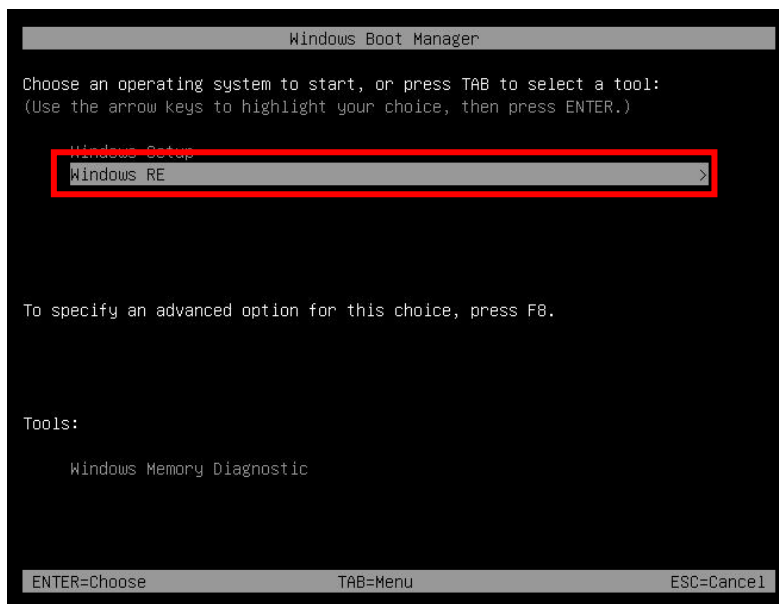 Windows Boot Manager
Choose an operating system to start, or press TAB to select a tool:
(Use the arrow keys to highlight your choice, then press ENTER.)
Windows Setup
Windows RE >
To specify an advanced option for this choice, press F8.
Tools:
Windows Memory Diagnostic
ENTER=Choose TAB=Menu ESC=Cancel